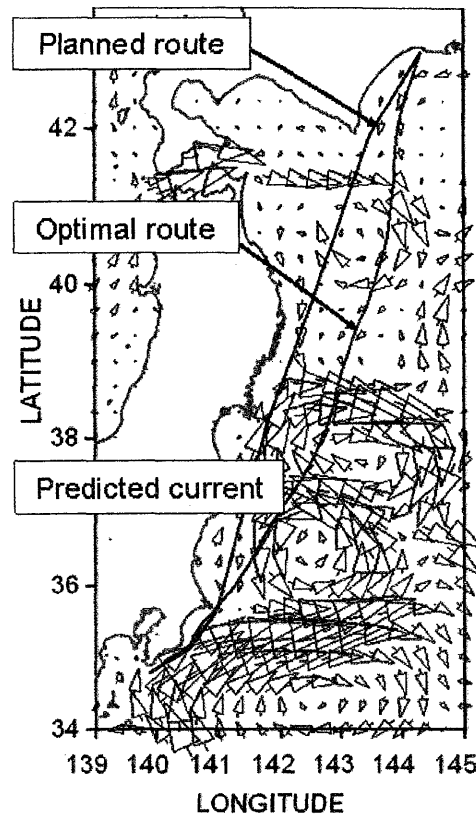 Planned route
42
Optimal route
40
LATITUDE
38
Predicted current
36
34
139 140 141 142 143 144 145
LONGITUDE